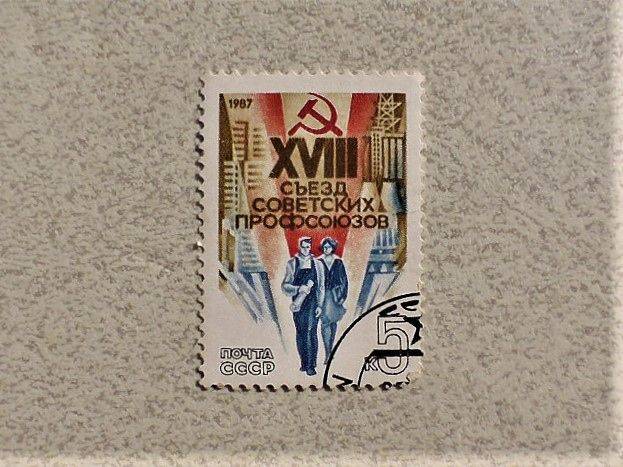 1987
XVIII
СЪЕЗД
СОВЕТСКИХ
ПРОФСОЮЗОВ
ПОЧТА
СССР
5
К